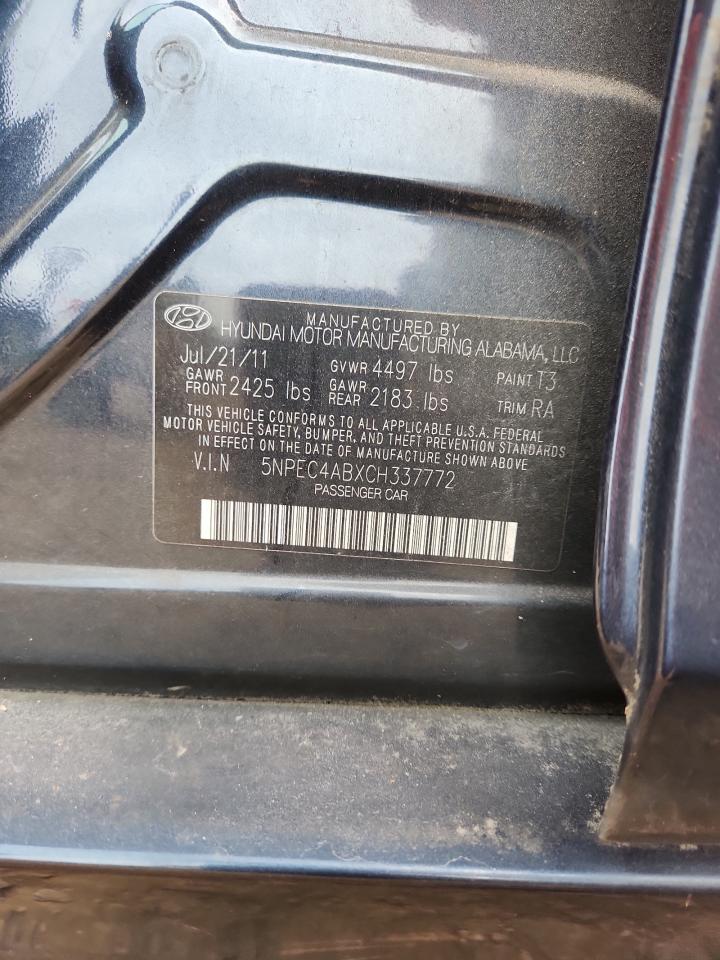 MANUFACTURED BY
HYUNDAI MOTOR MANUFACTURING ALABAMA, LLC
Jul/21/11 GVWR 4497 lbs PAINT T3
GAWR FRONT 2425 lbs GAWR REAR 2183 lbs TRIM RA
THIS VEHICLE CONFORMS TO ALL APPLICABLE U.S.A. FEDERAL
MOTOR VEHICLE SAFETY, BUMPER, AND THEFT PREVENTION STANDARDS
IN EFFECT ON THE DATE OF MANUFACTURE SHOWN ABOVE
V.I.N 5NPEC4ABXCH337772
PASSENGER CAR